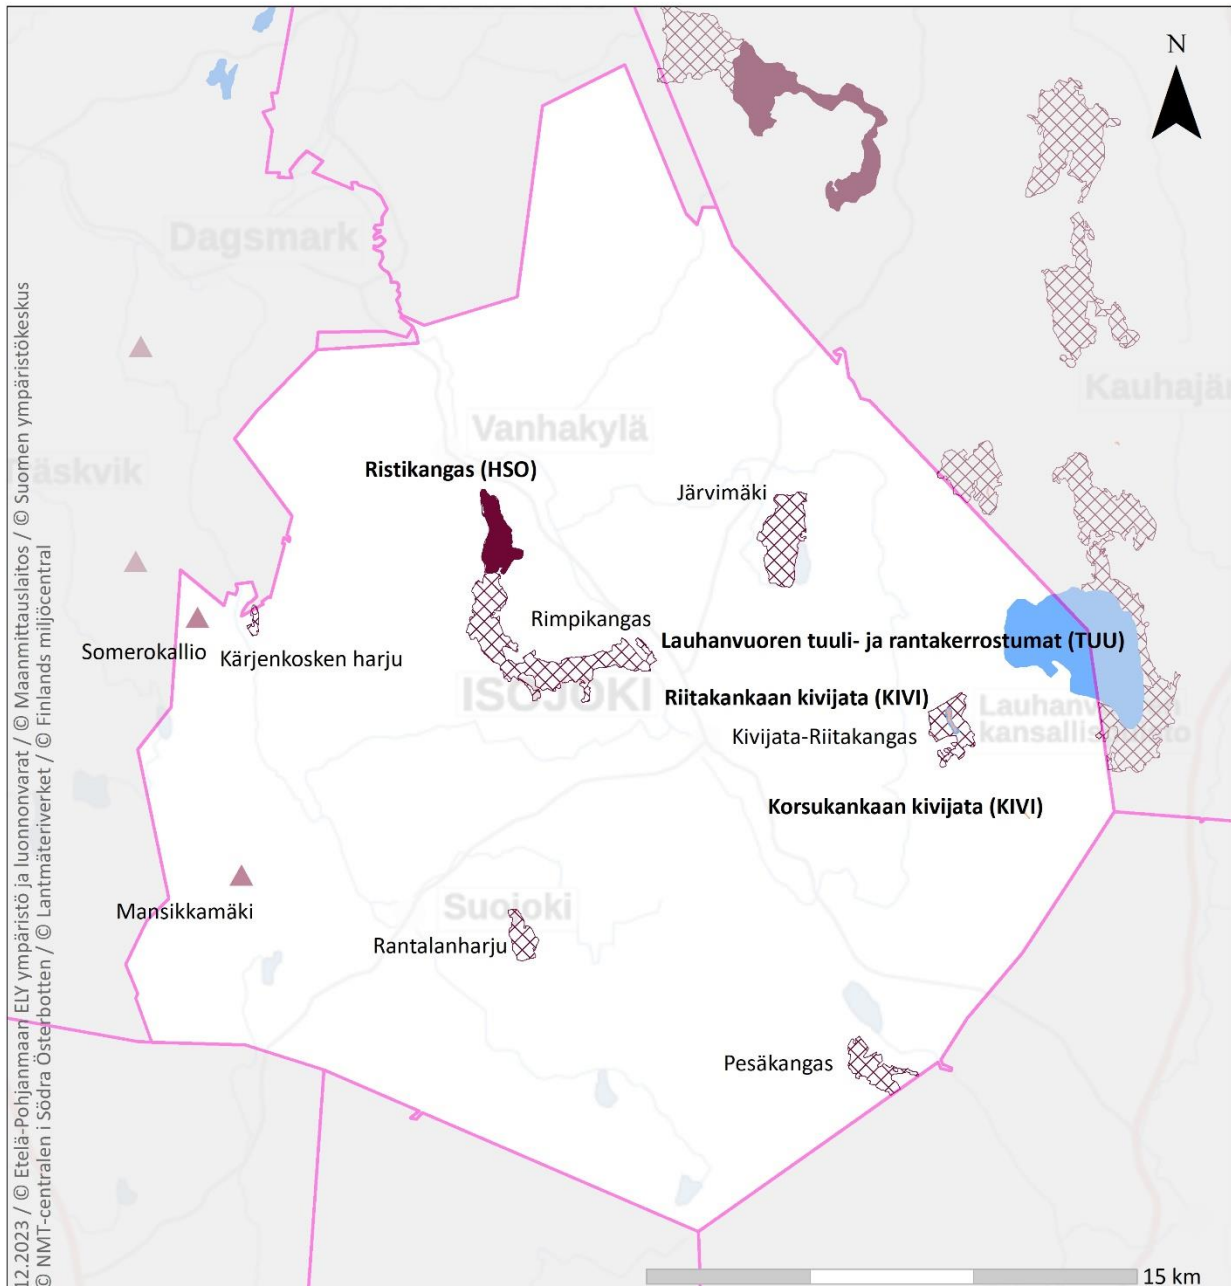 N
Dagsmark
Kauhajär
Vanhakylä
Träskvik
Ristikangas (HSO)
Järvimäki
Rimpikangas
Somerokallio
Kärjenkosken harju
Lauhanvuoren tuuli- ja rantakerrostumat (TUU)
ISOJOKI
Riitakankaan kivijata (KIVI)
Kivijata-Riitakangas
Korsukankaan kivijata (KIVI)
Mansikkamäki
Suojoki
Rantalanharju
Pesäkangas
15 km
12.2023 / © Etelä-Pohjanmaan ELY ympäristö ja luonnonvarat / © Maanmittauslaitos / © Suomen ympäristökeskus
© NMT-centralen i Södra Österbotten / © Lantmäteriverket / © Finlands miljöcentral